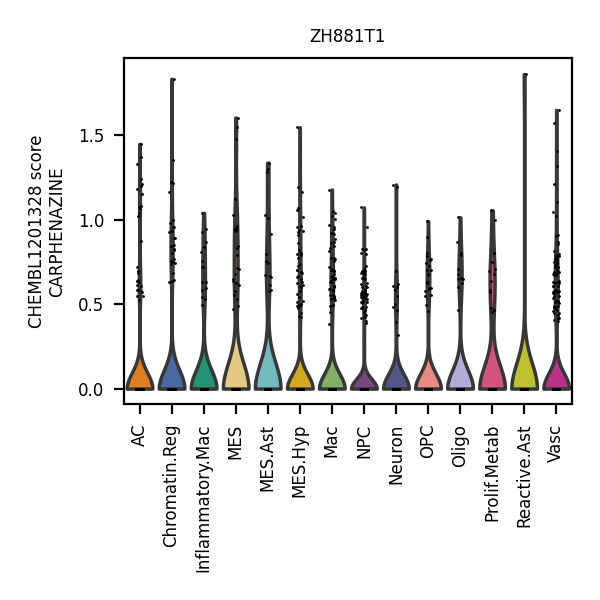 ZH881T1
CHEMBL1201328 score
CARPHENAZINE
1.5
1.0
0.5
0.0
AC
Chromatin.Reg
Inflammatory.Mac
MES
MES.Ast
MES.Hyp
Mac
NPC
Neuron
OPC
Oligo
Prolif.Metab
Reactive.Ast
Vasc